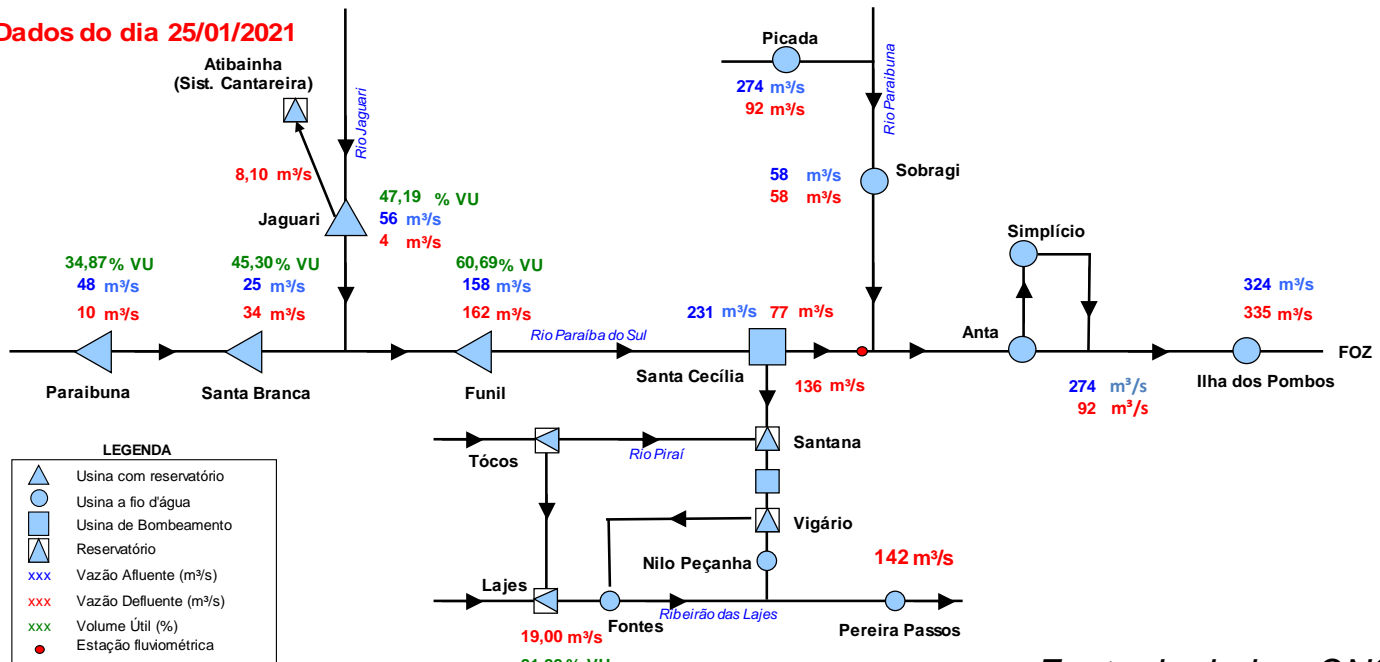 Dados do dia 25/01/2021
Atibainha
(Sist. Cantareira)
Rio Jaguari
8,10 m³/s
Jaguari
47,19 % VU
56 m³/s
4 m³/s
Picada
274 m³/s
92 m³/s
Rio Paraibuna
58 m³/s
58 m³/s
Sobragi
34,87% VU
48 m³/s
10 m³/s
Paraibuna
45,30% VU
25 m³/s
34 m³/s
Santa Branca
60,69% VU
158 m³/s
162 m³/s
Funil
Rio Paraíba do Sul
231 m³/s 77 m³/s
Santa Cecília
136 m³/s
Simplício
Anta
274 m³/s
92 m³/s
324 m³/s
335 m³/s
Ilha dos Pombos
FOZ
Tócos
Rio Piraí
Santana
Vigário
Nilo Peçanha
142 m³/s
Lajes
Fontes
Ribeirão das Lajes
Pereira Passos
19,00 m³/s
LEGENDA
Usina com reservatório
Usina a fio d'água
Usina de Bombeamento
Reservatório
xxx Vazão Afluente (m³/s)
xxx Vazão Defluente (m³/s)
xxx Volume Útil (%)
Estação fluviométrica